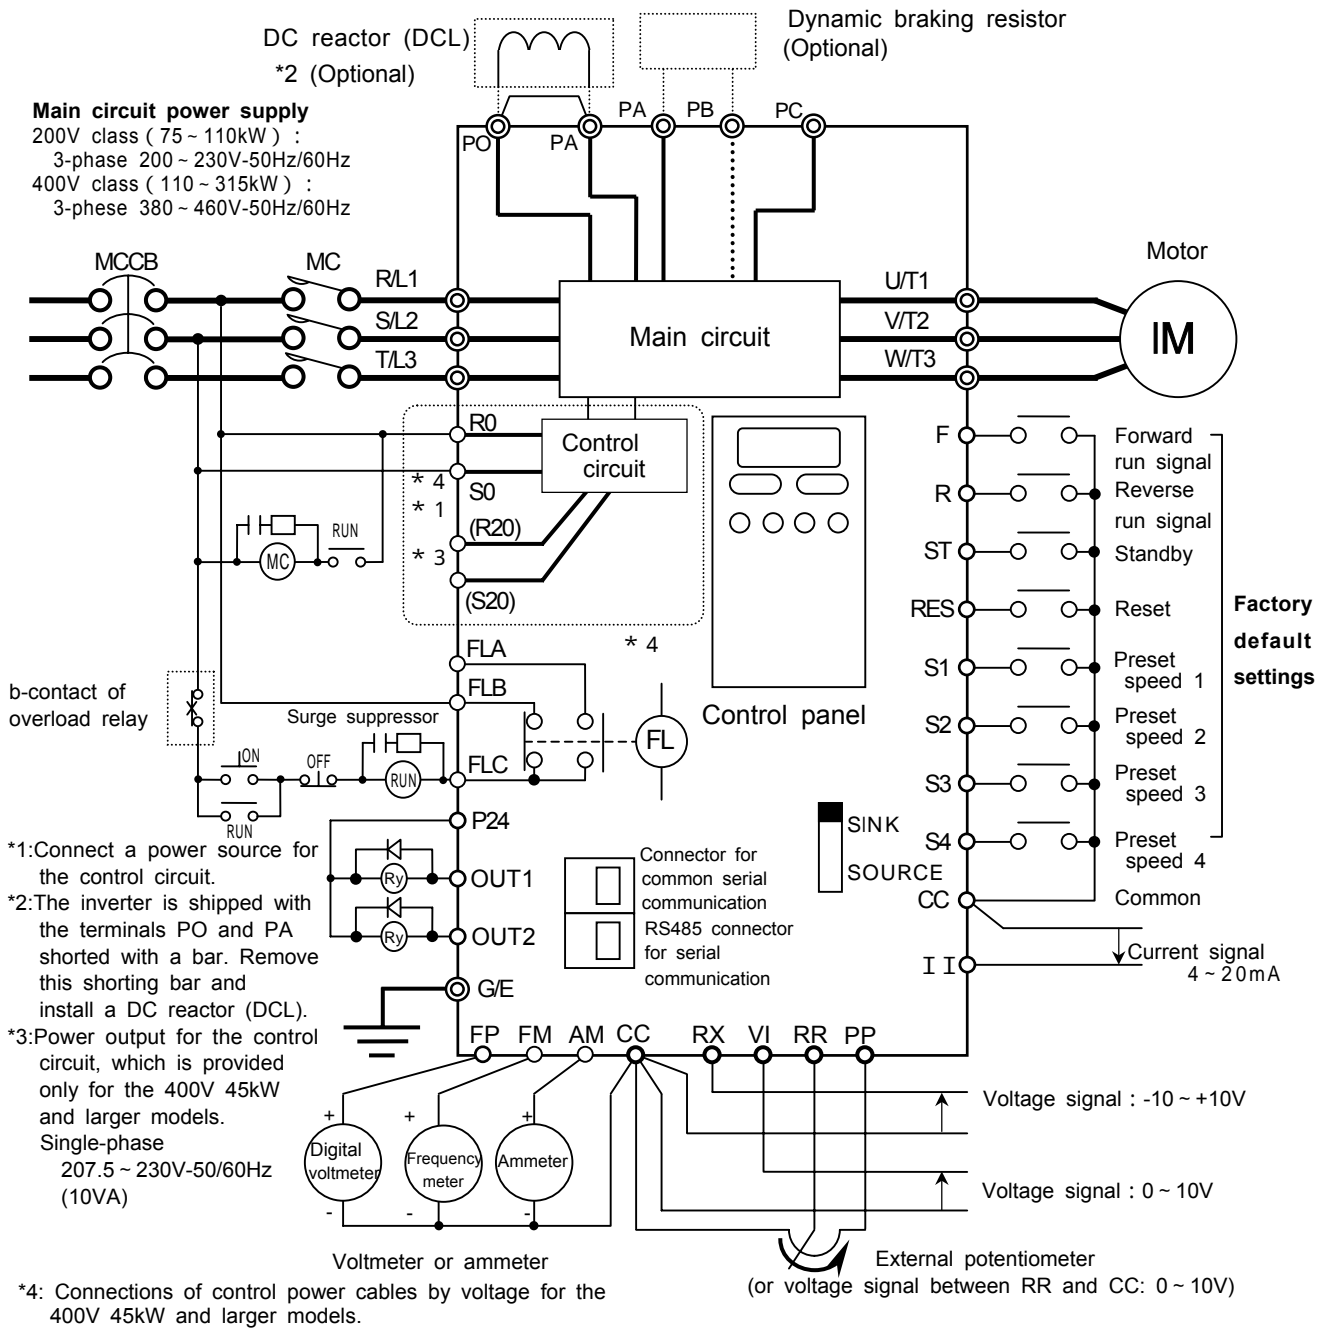 DC reactor (DCL)
*2 (Optional)
Dynamic braking resistor
(Optional)
Main circuit power supply
200V class ( 75 ~ 110kW ) :
3-phase 200 ~ 230V-50Hz/60Hz
400V class ( 110 ~ 315kW ) :
3-phese 380 ~ 460V-50Hz/60Hz
PO
PA
PA
PB
PC
MCCB
MC
R/L1
S/L2
T/L3
Main circuit
U/T1
V/T2
W/T3
Motor
IM
R0
* 4
S0
* 1
(R20)
* 3
(S20)
Control
circuit
* 4
MC
RUN
FLA
FLB
FLC
FL
Control panel
b-contact of
overload relay
Surge suppressor
ON
OFF
RUN
RUN
F
Forward
run signal
R
Reverse
run signal
ST
Standby
RES
Reset
S1
Preset
speed 1
S2
Preset
speed 2
S3
Preset
speed 3
S4
Preset
speed 4
CC
Common
Factory
default
settings
SINK
SOURCE
II
Current signal
4 ~ 20mA
P24
Ry
OUT1
Ry
OUT2
G/E
Connector for
common serial
communication
RS485 connector
for serial
communication
*1:Connect a power source for
the control circuit.
*2:The inverter is shipped with
the terminals PO and PA
shorted with a bar. Remove
this shorting bar and
install a DC reactor (DCL).
*3:Power output for the control
circuit, which is provided
only for the 400V 45kW
and larger models.
Single-phase
207.5 ~ 230V-50/60Hz
(10VA)
FP
FM
AM
CC
RX
VI
RR
PP
+
+
+
Digital
voltmeter
Frequency
meter
Ammeter
-
-
-
Voltage signal : -10 ~ +10V
Voltage signal : 0 ~ 10V
Voltmeter or ammeter
External potentiometer
(or voltage signal between RR and CC: 0 ~ 10V)
*4: Connections of control power cables by voltage for the
400V 45kW and larger models.